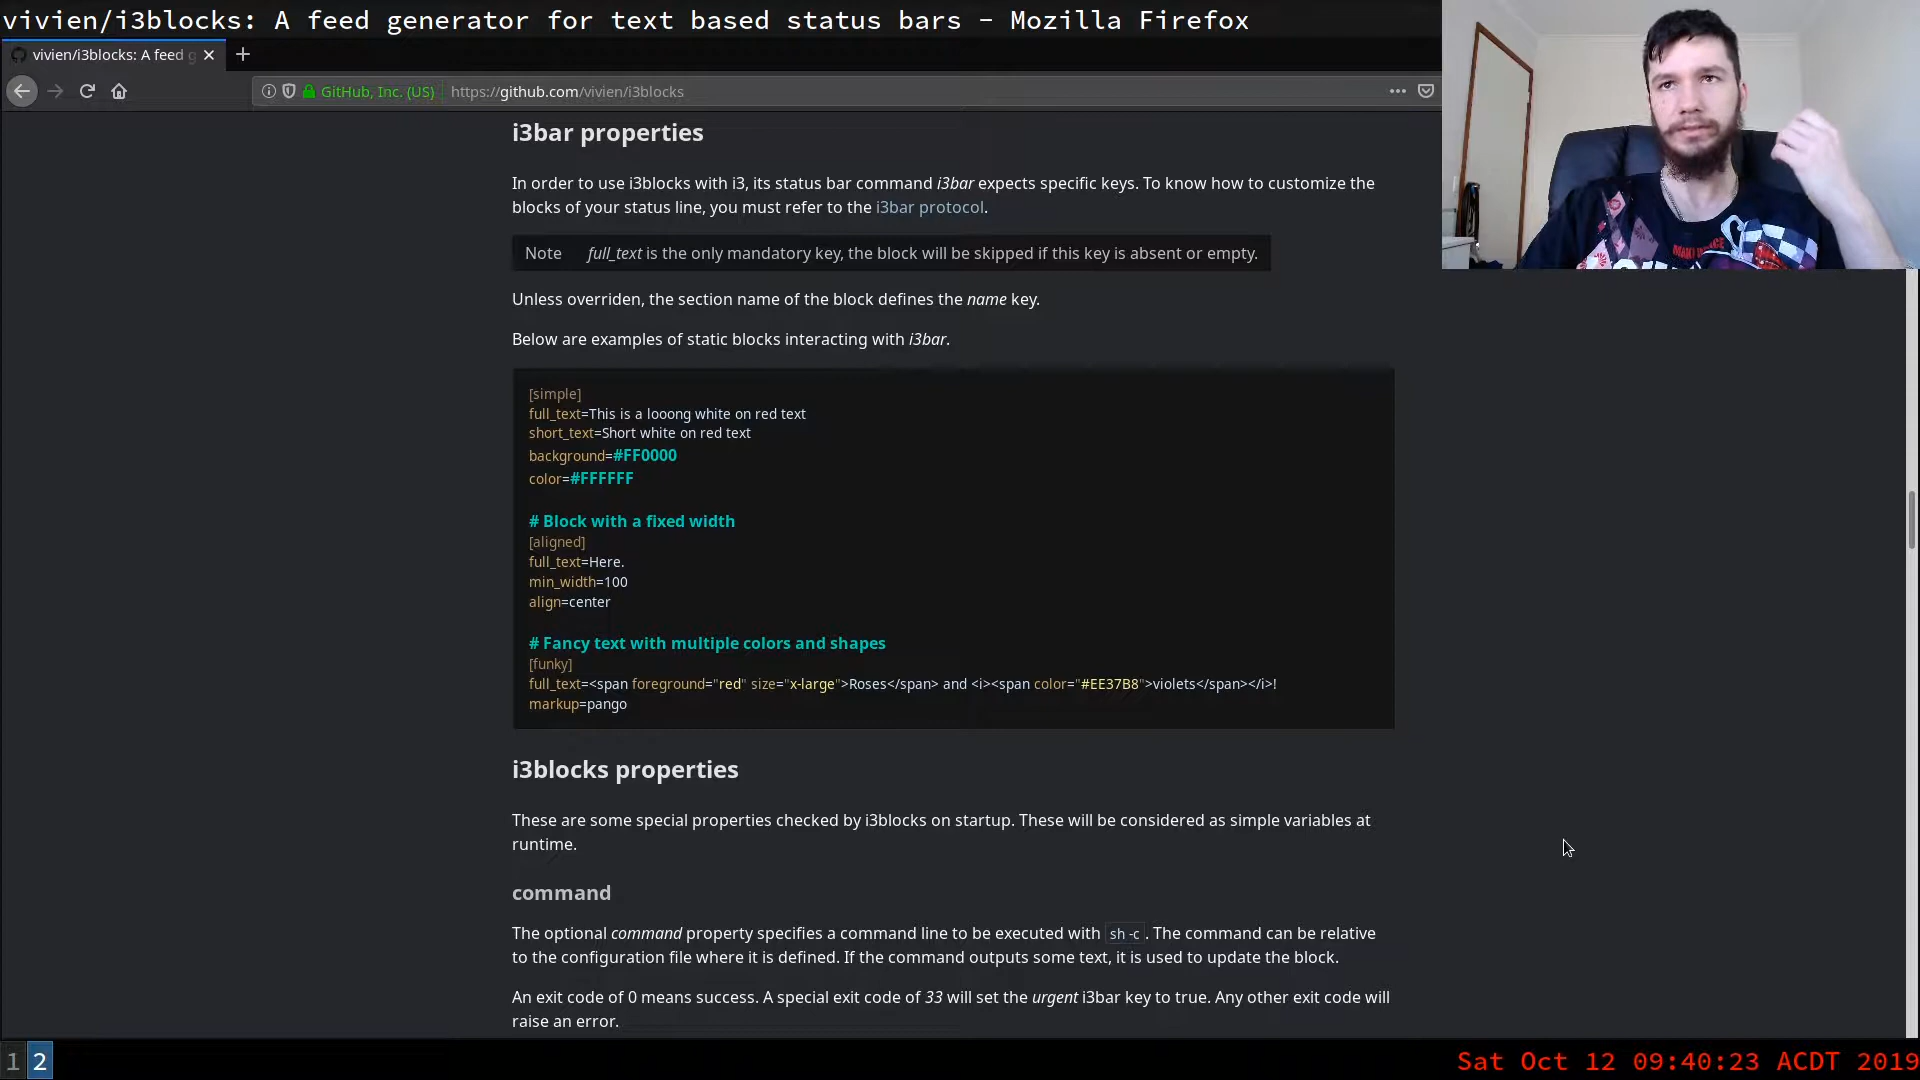 vivien/i3blocks: A feed generator for text based status bars - Mozilla Firefox
vivien/i3blocks: A feed g
GitHub, Inc. (US)
https://github.com/vivien/i3blocks
i3bar properties
In order to use i3blocks with i3, its status bar command i3bar expects specific keys. To know how to customize the
blocks of your status line, you must refer to the i3bar protocol.
Note full_text is the only mandatory key, the block will be skipped if this key is absent or empty.
Unless overriden, the section name of the block defines the name key.
Below are examples of static blocks interacting with i3bar.
[simple]
full_text=This is a looong white on red text
short_text=Short white on red text
background=#FF0000
color=#FFFFFF
# Block with a fixed width
[aligned]
full_text=Here.
min_width=100
align=center
# Fancy text with multiple colors and shapes
[funky]
full_text=<span foreground="red" size="x-large">Roses</span> and <i><span color="#EE37B8">violets</span></i>!
markup=pango
i3blocks properties
These are some special properties checked by i3blocks on startup. These will be considered as simple variables at
runtime.
command
The optional command property specifies a command line to be executed with sh -c. The command can be relative
to the configuration file where it is defined. If the command outputs some text, it is used to update the block.
An exit code of 0 means success. A special exit code of 33 will set the urgent i3bar key to true. Any other exit code will
raise an error.
1 2
Sat Oct 12 09:40:23 ACDT 2019